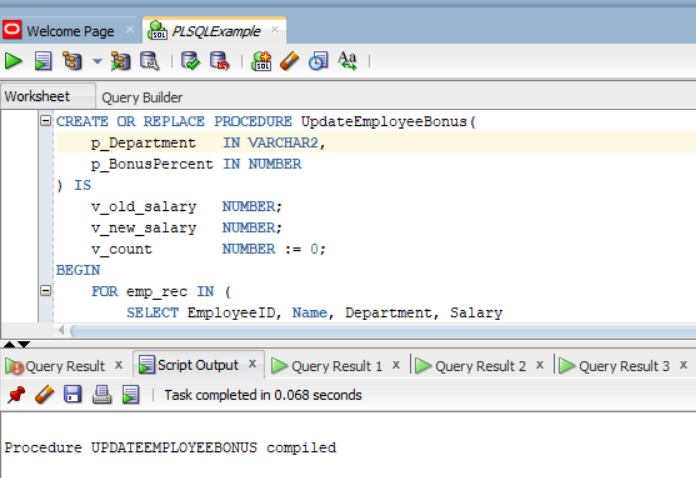 Welcome Page × PLSQLExample ×
Worksheet Query Builder
CREATE OR REPLACE PROCEDURE UpdateEmployeeBonus(
    p_Department   IN VARCHAR2,
    p_BonusPercent IN NUMBER
) IS
    v_old_salary   NUMBER;
    v_new_salary   NUMBER;
    v_count        NUMBER := 0;
BEGIN
    FOR emp_rec IN (
        SELECT EmployeeID, Name, Department, Salary
Query Result × Script Output × Query Result 1 × Query Result 2 × Query Result 3 ×
Task completed in 0.068 seconds
Procedure UPDATEEMPLOYEEBONUS compiled